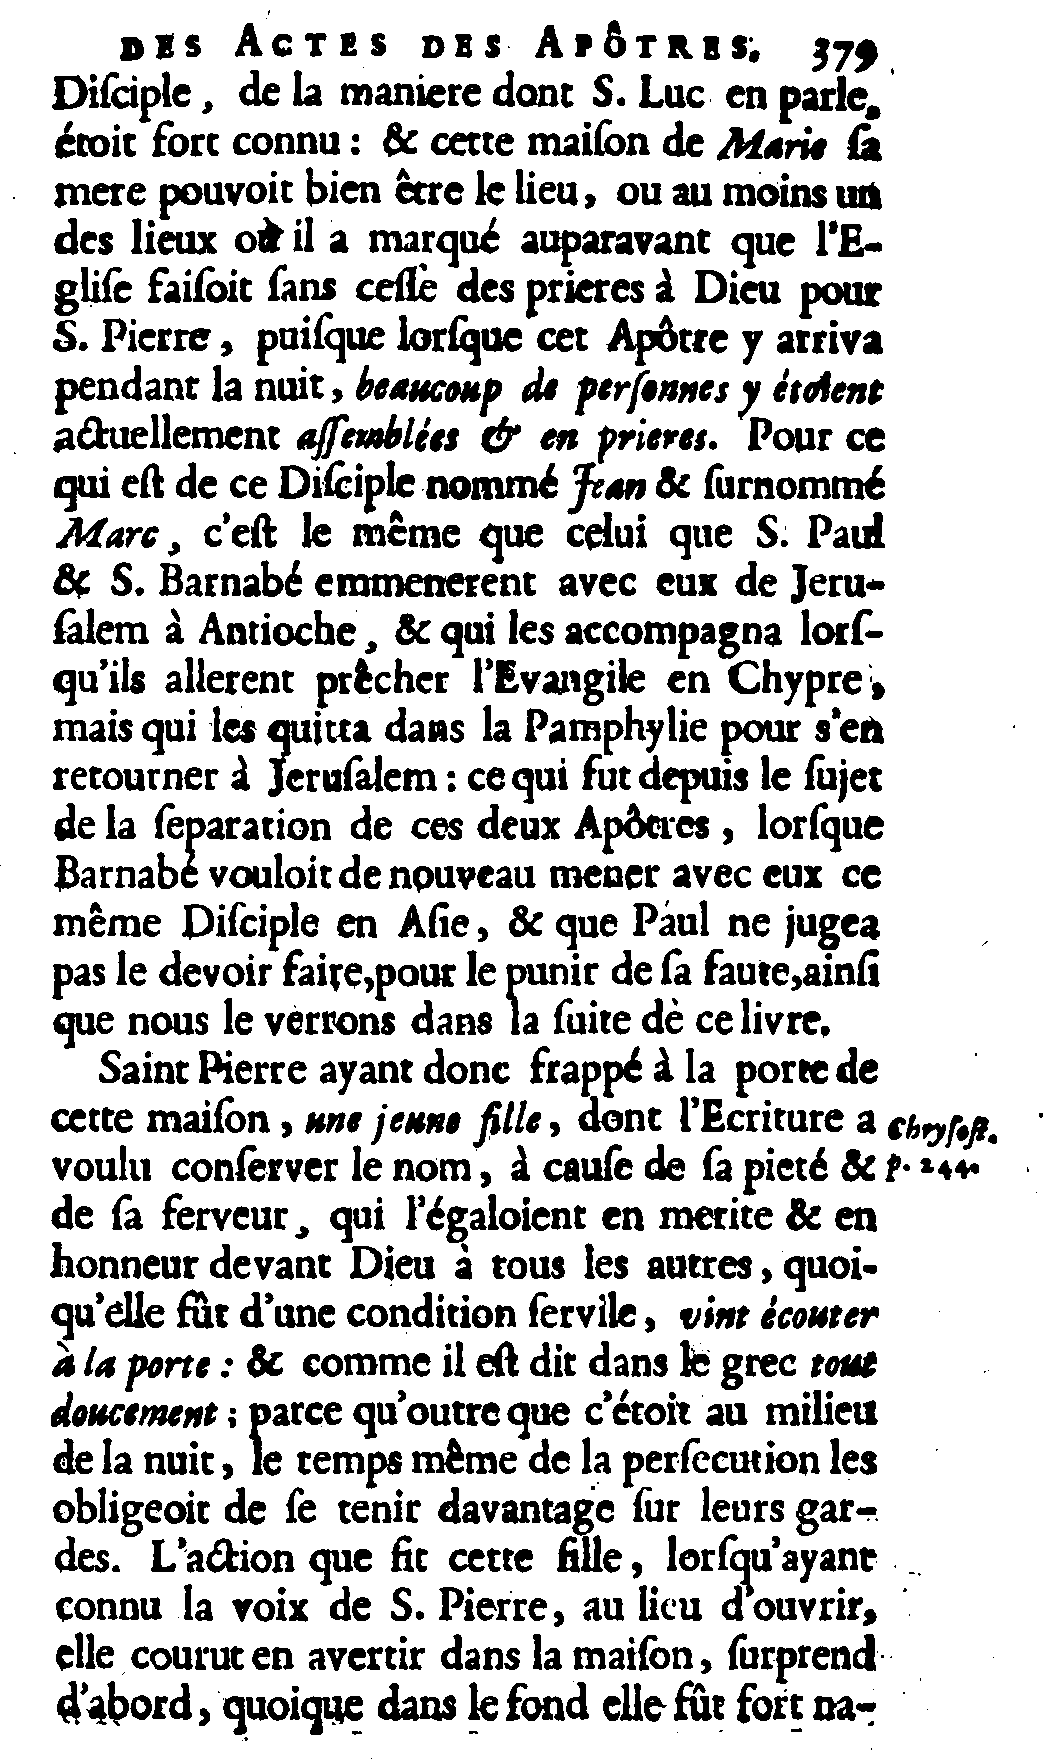 DES ACTES DES APÔTRES. 379
Diſciple, de la maniere dont S. Luc en parle,
étoit fort connu : & cette maiſon de Marie ſa
mere pouvoit bien être le lieu, ou au moins un
des lieux où il a marqué auparavant que l'E-
gliſe faiſoit ſans ceſſe des prieres à Dieu pour
S. Pierre, puiſque lorſque cet Apôtre y arriva
pendant la nuit, beaucoup de perſonnes y étoient
actuellement aſſemblées & en prieres. Pour ce
qui eſt de ce Diſciple nommé Jean & ſurnommé
Marc, c'eſt le même que celui que S. Paul
& S. Barnabé emmenerent avec eux de Jeru-
ſalem à Antioche, & qui les accompagna lorſ-
qu'ils allerent prêcher l'Evangile en Chypre,
mais qui les quitta dans la Pamphylie pour s'en
retourner à Jeruſalem : ce qui fut depuis le ſujet
de la ſeparation de ces deux Apôtres, lorſque
Barnabé vouloit de nouveau mener avec eux ce
même Diſciple en Aſie, & que Paul ne jugea
pas le devoir faire, pour le punir de ſa faute, ainſi
que nous le verrons dans la ſuite de ce livre.
Saint Pierre ayant donc frappé à la porte de
cette maiſon, une jeune fille, dont l'Ecriture a Chryſoſt.
voulu conſerver le nom, à cauſe de ſa pieté & p. 244.
de ſa ferveur, qui l'égaloient en merite & en
honneur devant Dieu à tous les autres, quoi-
qu'elle fût d'une condition ſervile, vint écouter
à la porte : & comme il eſt dit dans le grec tout
doucement ; parce qu'outre que c'étoit au milieu
de la nuit, le temps même de la perſecution les
obligeoit de ſe tenir davantage ſur leurs gar-
des. L'action que fit cette fille, lorſqu'ayant
connu la voix de S. Pierre, au lieu d'ouvrir,
elle courut en avertir dans la maiſon, ſurprend
d'abord, quoique dans le fond elle fût fort na-